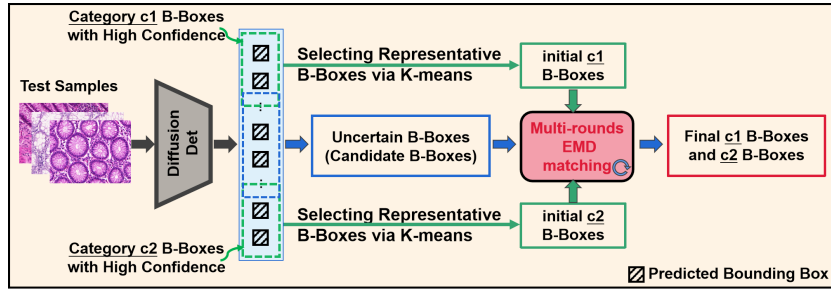 Category c1 B-Boxes
with High Confidence
Test Samples
Diffusion
Det
Selecting Representative
B-Boxes via K-means
initial c1
B-Boxes
Uncertain B-Boxes
(Candidate B-Boxes)
Multi-rounds
EMD
matching
Final c1 B-Boxes
and c2 B-Boxes
Selecting Representative
B-Boxes via K-means
initial c2
B-Boxes
Category c2 B-Boxes
with High Confidence
Predicted Bounding Box